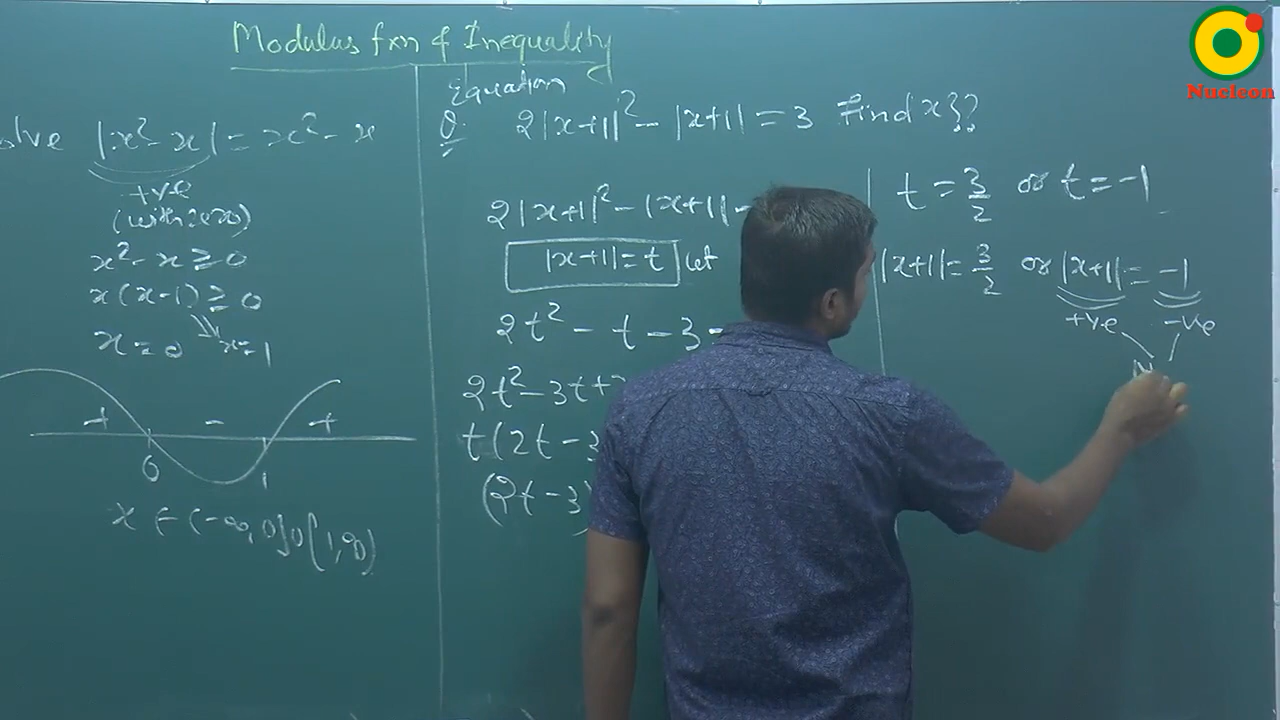 Modulus fxn & Inequality
Equation
olve |x²-x| = x²-x
+ve
(with zero)
x²-x ≥ 0
x(x-1) ≥ 0
x=0 x=1
+ - +
0 1
x ∈ (-∞,0]∪[1,∞)
Q. 2|x+1|² - |x+1| = 3 Find x??
2|x+1|² - |x+1| -
|x+1| = t let
2t² - t - 3
2t² - 3t +
t(2t - 3
(2t - 3)
t = 3/2 or t = -1
|x+1| = 3/2 or |x+1| = -1
+ve -ve
N
Nucleon